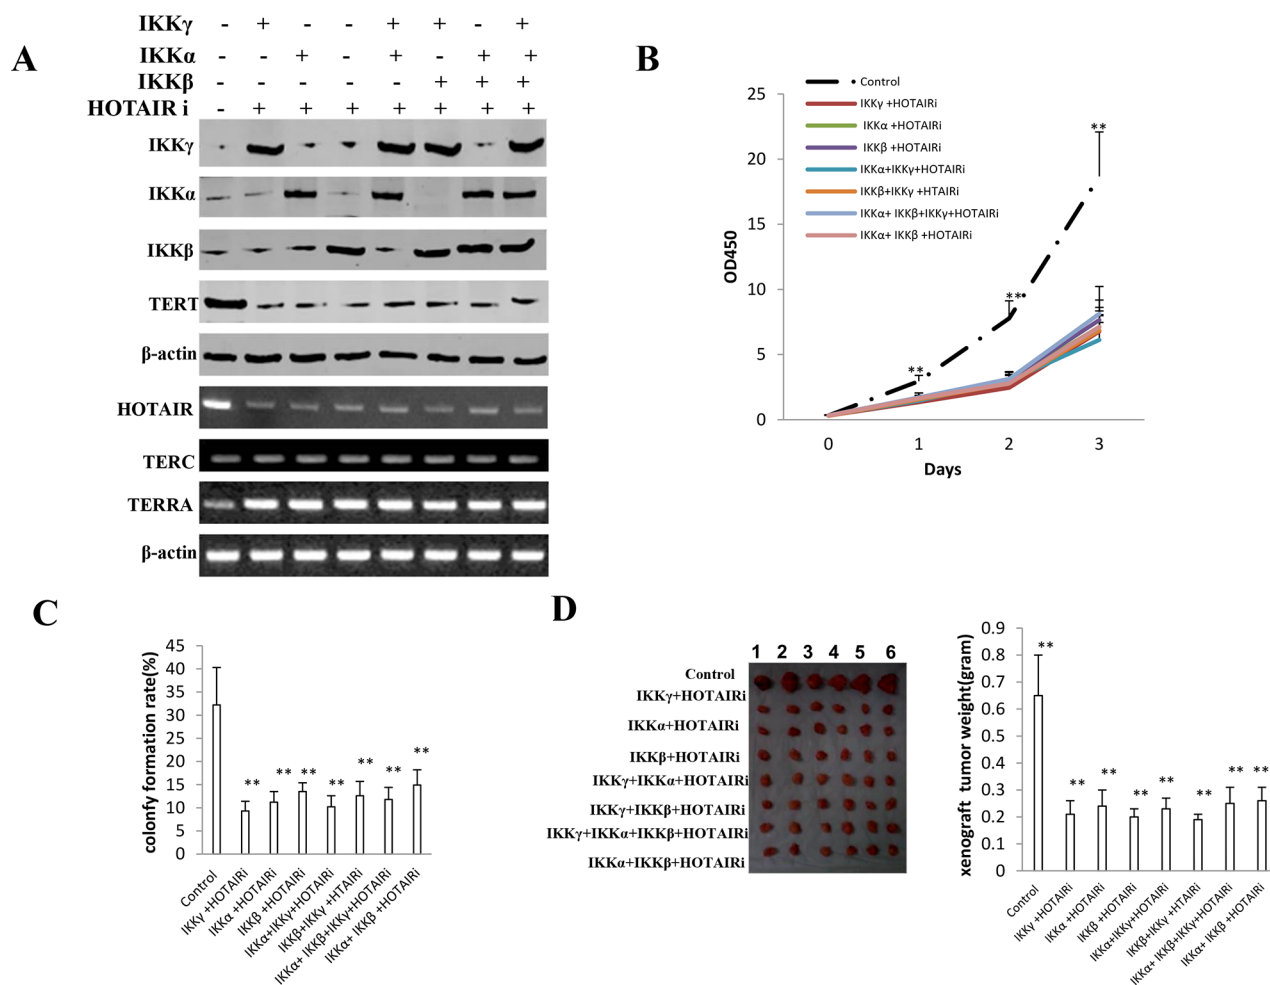 A
IKKγ - + - - + + - +
IKKα - - + - + - + +
IKKβ - - - - - + + +
HOTAIR i - + + + + + + +
IKKγ
IKKα
IKKβ
TERT
β-actin
HOTAIR
TERC
TERRA
β-actin
B
Control
IKKγ +HOTAIRi
IKKα +HOTAIRi
IKKβ +HOTAIRi
IKKα+IKKγ+HOTAIRi
IKKβ+IKKγ +HTAIRi
IKKα+ IKKβ+IKKγ+HOTAIRi
IKKα+ IKKβ +HOTAIRi
OD450
25
20
15
10
5
0
** ** **
0 1 2 3
Days
C
colonfy formation rate(%)
45
40
35
30
25
20
15
10
5
0
** ** ** ** ** ** **
Control
IKKγ +HOTAIRi
IKKα +HOTAIRi
IKKβ +HOTAIRi
IKKα+IKKγ+HOTAIRi
IKKβ+IKKγ +HTAIRi
IKKα+ IKKβ+IKKγ+HOTAIRi
IKKα+ IKKβ +HOTAIRi
D
1 2 3 4 5 6
Control
IKKγ+HOTAIRi
IKKα+HOTAIRi
IKKβ+HOTAIRi
IKKγ+IKKα+HOTAIRi
IKKγ+IKKβ+HOTAIRi
IKKγ+IKKα+IKKβ+HOTAIRi
IKKα+IKKβ+HOTAIRi
xenograft tumor weight(gram)
0.9
0.8
0.7
0.6
0.5
0.4
0.3
0.2
0.1
0
** ** ** ** ** ** ** **
Control
IKKγ +HOTAIRi
IKKα +HOTAIRi
IKKβ +HOTAIRi
IKKα+IKKγ+HOTAIRi
IKKβ+IKKγ +HTAIRi
IKKα+ IKKβ+IKKγ+HOTAIRi
IKKα+ IKKβ +HOTAIRi